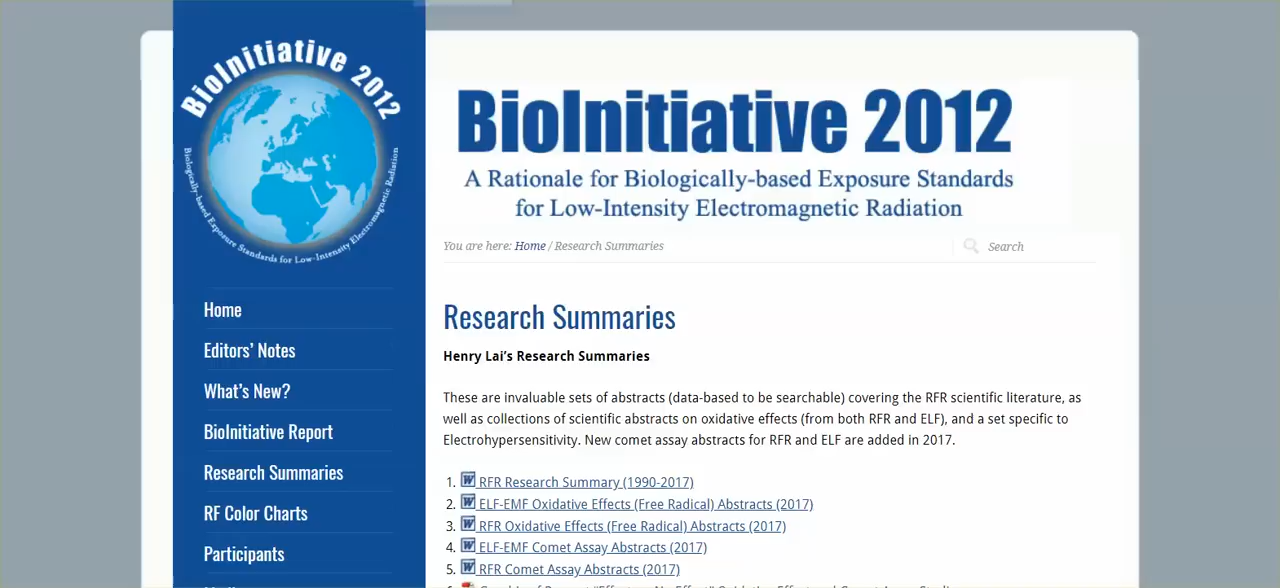 BioInitiative 2012
Biologically-based Exposure Standards for Low-Intensity Electromagnetic Radiation
Home
Editors’ Notes
What’s New?
BioInitiative Report
Research Summaries
RF Color Charts
Participants
BioInitiative 2012
A Rationale for Biologically-based Exposure Standards
for Low-Intensity Electromagnetic Radiation
You are here: Home / Research Summaries
Search
Research Summaries
Henry Lai’s Research Summaries
These are invaluable sets of abstracts (data-based to be searchable) covering the RFR scientific literature, as
well as collections of scientific abstracts on oxidative effects (from both RFR and ELF), and a set specific to
Electrohypersensitivity. New comet assay abstracts for RFR and ELF are added in 2017.
1. RFR Research Summary (1990-2017)
2. ELF-EMF Oxidative Effects (Free Radical) Abstracts (2017)
3. RFR Oxidative Effects (Free Radical) Abstracts (2017)
4. ELF-EMF Comet Assay Abstracts (2017)
5. RFR Comet Assay Abstracts (2017)